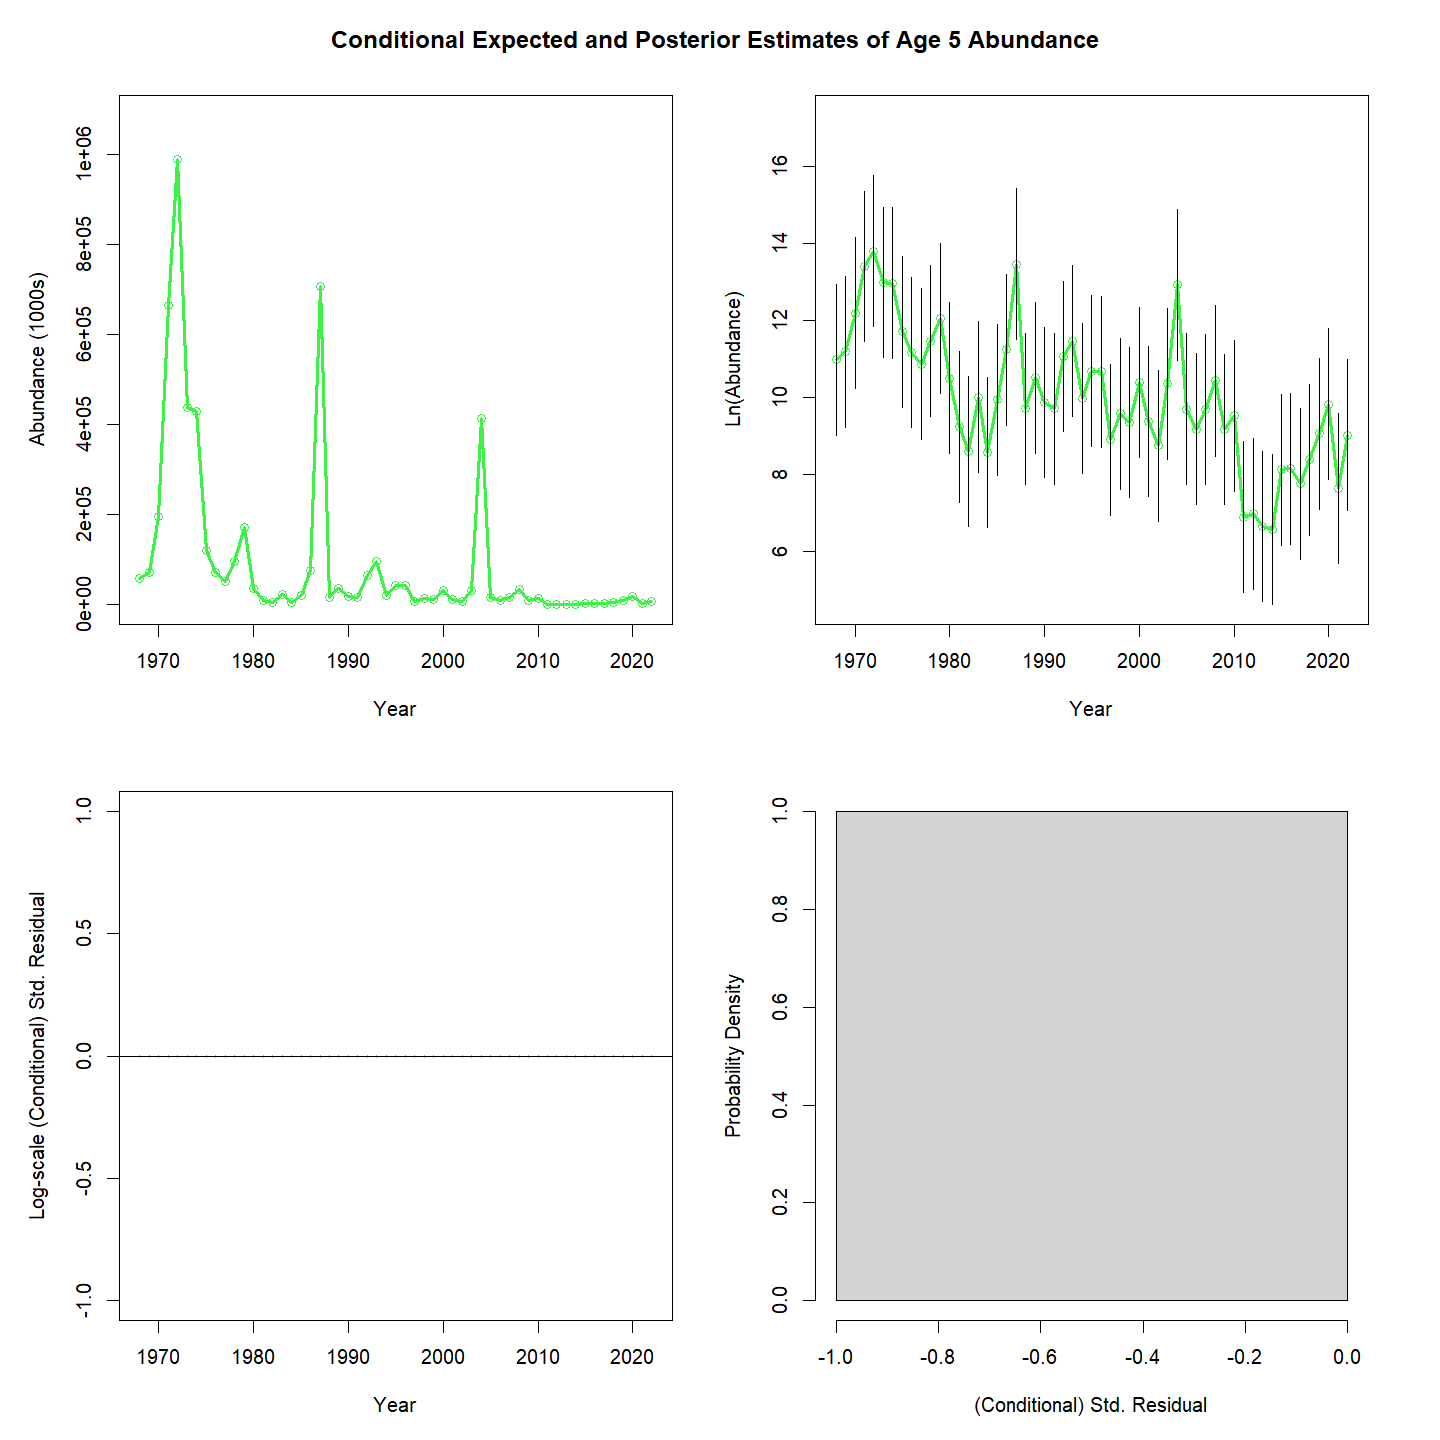 Conditional Expected and Posterior Estimates of Age 5 Abundance
Abundance (1000s)
0e+00 2e+05 4e+05 6e+05 8e+05 1e+06
1970 1980 1990 2000 2010 2020
Year
Ln(Abundance)
6 8 10 12 14 16
1970 1980 1990 2000 2010 2020
Year
Log-scale (Conditional) Std. Residual
-1.0 -0.5 0.0 0.5 1.0
1970 1980 1990 2000 2010 2020
Year
Probability Density
0.0 0.2 0.4 0.6 0.8 1.0
-1.0 -0.8 -0.6 -0.4 -0.2 0.0
(Conditional) Std. Residual